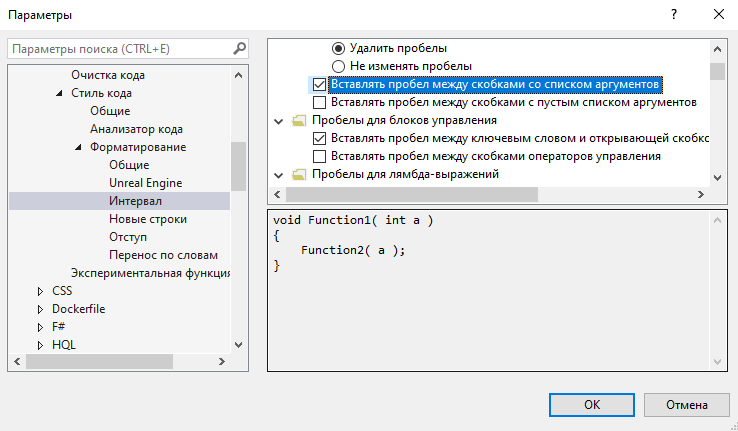 Параметры
Параметры поиска (CTRL+E)
Очистка кода
Стиль кода
Общие
Анализатор кода
Форматирование
Общие
Unreal Engine
Интервал
Новые строки
Отступ
Перенос по словам
Экспериментальная функция
CSS
Dockerfile
F#
HQL
Удалить пробелы
Не изменять пробелы
Вставлять пробел между скобками со списком аргументов
Вставлять пробел между скобками с пустым списком аргументов
Пробелы для блоков управления
Вставлять пробел между ключевым словом и открывающей скобко
Вставлять пробел между скобками операторов управления
Пробелы для лямбда-выражений
void Function1( int a )
{
    Function2( a );
}
ОК
Отмена